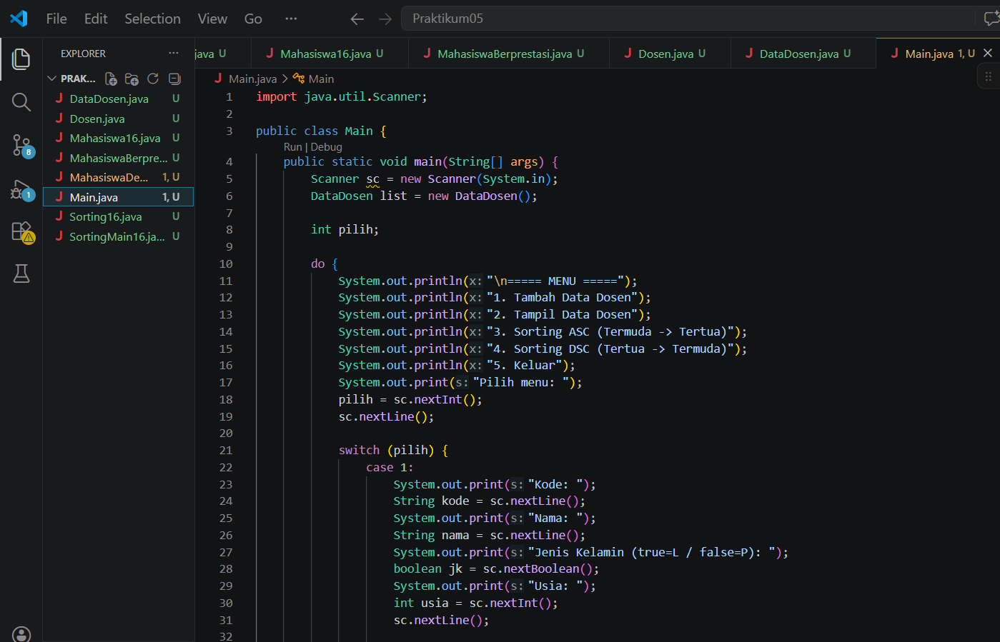 File Edit Selection View Go ··· Praktikum05
EXPLORER ···
java U Mahasiswa16.java U MahasiswaBerprestasi.java U Dosen.java U DataDosen.java U Main.java 1, U
PRAK...
DataDosen.java U
Dosen.java U
Mahasiswa16.java U
MahasiswaBerpre... U
MahasiswaDe... 1, U
Main.java 1, U
Sorting16.java U
SortingMain16.ja... U
8
1
Main.java > Main
1 import java.util.Scanner;
2
3 public class Main {
Run | Debug
4 public static void main(String[] args) {
5 Scanner sc = new Scanner(System.in);
6 DataDosen list = new DataDosen();
7
8 int pilih;
9
10 do {
11 System.out.println(x: "\n===== MENU =====");
12 System.out.println(x: "1. Tambah Data Dosen");
13 System.out.println(x: "2. Tampil Data Dosen");
14 System.out.println(x: "3. Sorting ASC (Termuda -> Tertua)");
15 System.out.println(x: "4. Sorting DSC (Tertua -> Termuda)");
16 System.out.println(x: "5. Keluar");
17 System.out.print(s: "Pilih menu: ");
18 pilih = sc.nextInt();
19 sc.nextLine();
20
21 switch (pilih) {
22 case 1:
23 System.out.print(s: "Kode: ");
24 String kode = sc.nextLine();
25 System.out.print(s: "Nama: ");
26 String nama = sc.nextLine();
27 System.out.print(s: "Jenis Kelamin (true=L / false=P): ");
28 boolean jk = sc.nextBoolean();
29 System.out.print(s: "Usia: ");
30 int usia = sc.nextInt();
31 sc.nextLine();
32